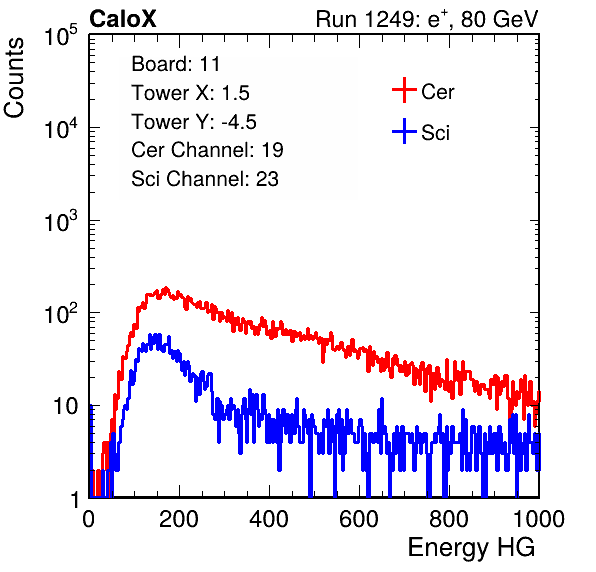 CaloX Run 1249: e⁺, 80 GeV
Counts
Board: 11
Tower X: 1.5
Tower Y: -4.5
Cer Channel: 19
Sci Channel: 23
Cer
Sci
10⁵
10⁴
10³
10²
10
1
0 200 400 600 800 1000
Energy HG